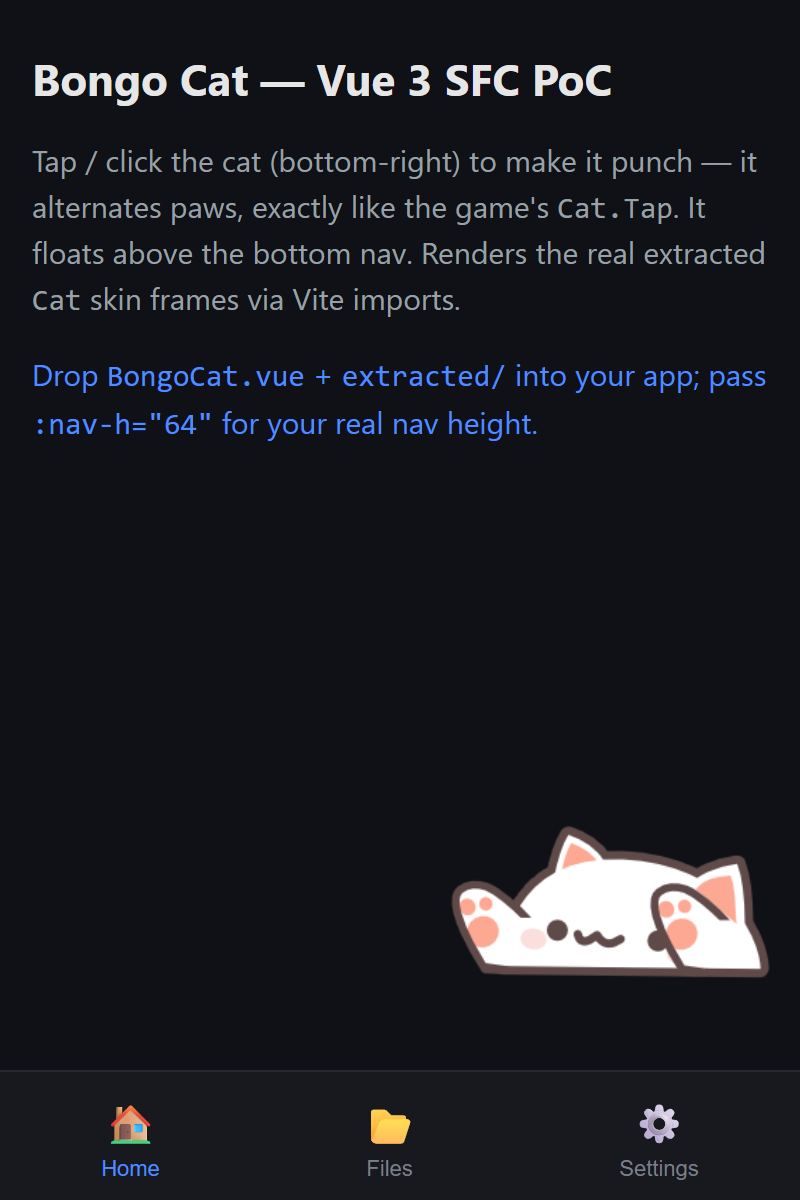 Bongo Cat — Vue 3 SFC PoC
Tap / click the cat (bottom-right) to make it punch — it
alternates paws, exactly like the game's Cat.Tap. It
floats above the bottom nav. Renders the real extracted
Cat skin frames via Vite imports.
Drop BongoCat.vue + extracted/ into your app; pass
:nav-h="64" for your real nav height.
Home
Files
Settings